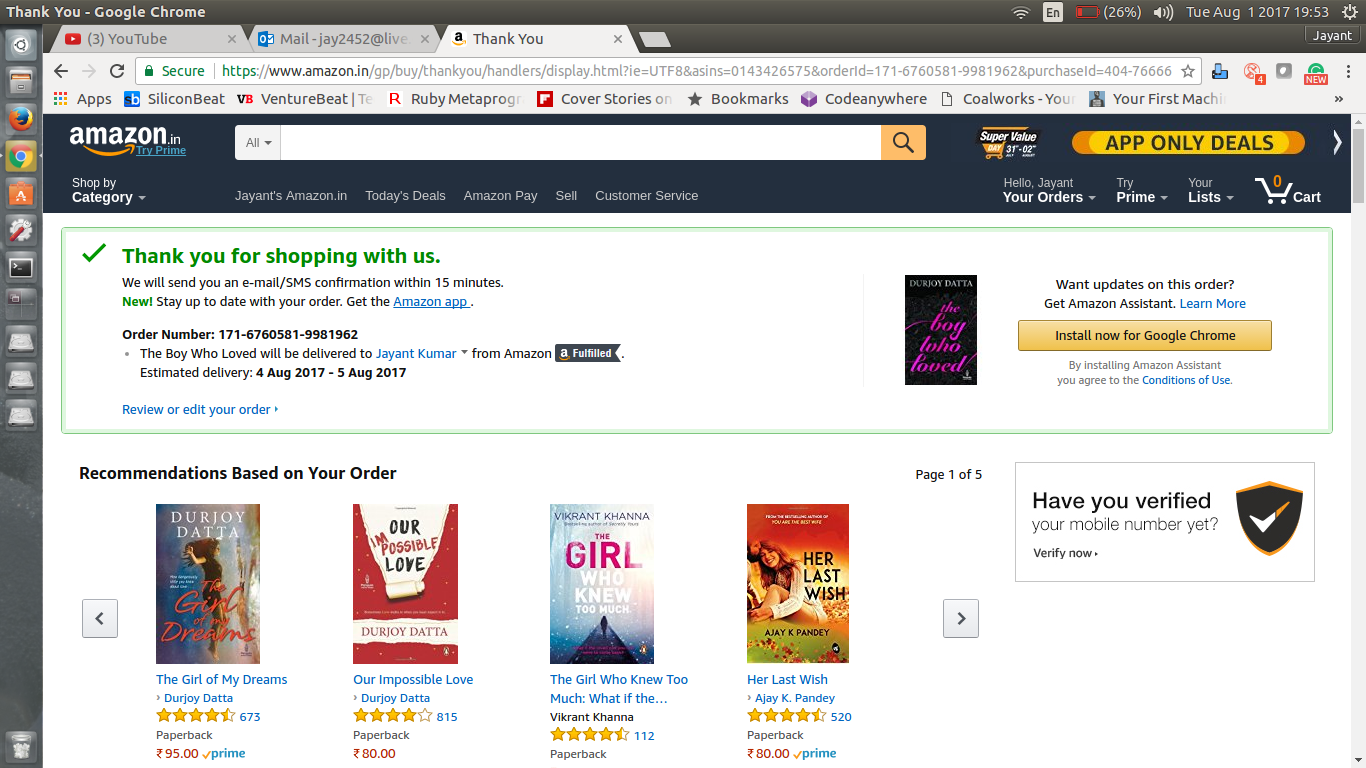 Thank You - Google Chrome
En
(26%)
Tue Aug 1 2017 19:53
Jayant
(3) YouTube
Mail - jay2452@live.
Thank You
Secure
https://www.amazon.in/gp/buy/thankyou/handlers/display.html?ie=UTF8&asins=0143426575&orderId=171-6760581-9981962&purchaseId=404-76666
4
NEW
Apps
SiliconBeat
VentureBeat | Te
Ruby Metaprogr
Cover Stories on
Bookmarks
Codeanywhere
Coalworks - Your
Your First Machi
»
amazon.in
Try Prime
All
Super Value
DAY 31st-02nd
JULY AUGUST
APP ONLY DEALS
Shop by
Category
Jayant's Amazon.in
Today's Deals
Amazon Pay
Sell
Customer Service
Hello, Jayant
Your Orders
Try
Prime
Your
Lists
0
Cart
Thank you for shopping with us.
We will send you an e-mail/SMS confirmation within 15 minutes.
New! Stay up to date with your order. Get the Amazon app .
Order Number: 171-6760581-9981962
• The Boy Who Loved will be delivered to Jayant Kumar from Amazon a Fulfilled.
Estimated delivery: 4 Aug 2017 - 5 Aug 2017
Review or edit your order ›
DURJOY DATTA
the
boy
who
loved
Want updates on this order?
Get Amazon Assistant. Learn More
Install now for Google Chrome
By installing Amazon Assistant
you agree to the Conditions of Use.
Recommendations Based on Your Order
Page 1 of 5
DURJOY
DATTA
The
Girl
of my
Dreams
The Girl of My Dreams
› Durjoy Datta
673
Paperback
₹ 95.00 prime
OUR
IMPOSSIBLE
LOVE
DURJOY DATTA
Our Impossible Love
› Durjoy Datta
815
Paperback
₹ 80.00
VIKRANT KHANNA
THE
GIRL
WHO
KNEW
TOO MUCH
The Girl Who Knew Too
Much: What if the…
Vikrant Khanna
112
Paperback
FROM THE BESTSELLING AUTHOR OF
YOU ARE THE BEST WIFE
HER
LAST
WISH
AJAY K PANDEY
Her Last Wish
› Ajay K. Pandey
520
Paperback
₹ 80.00 prime
Have you verified
your mobile number yet?
Verify now ›